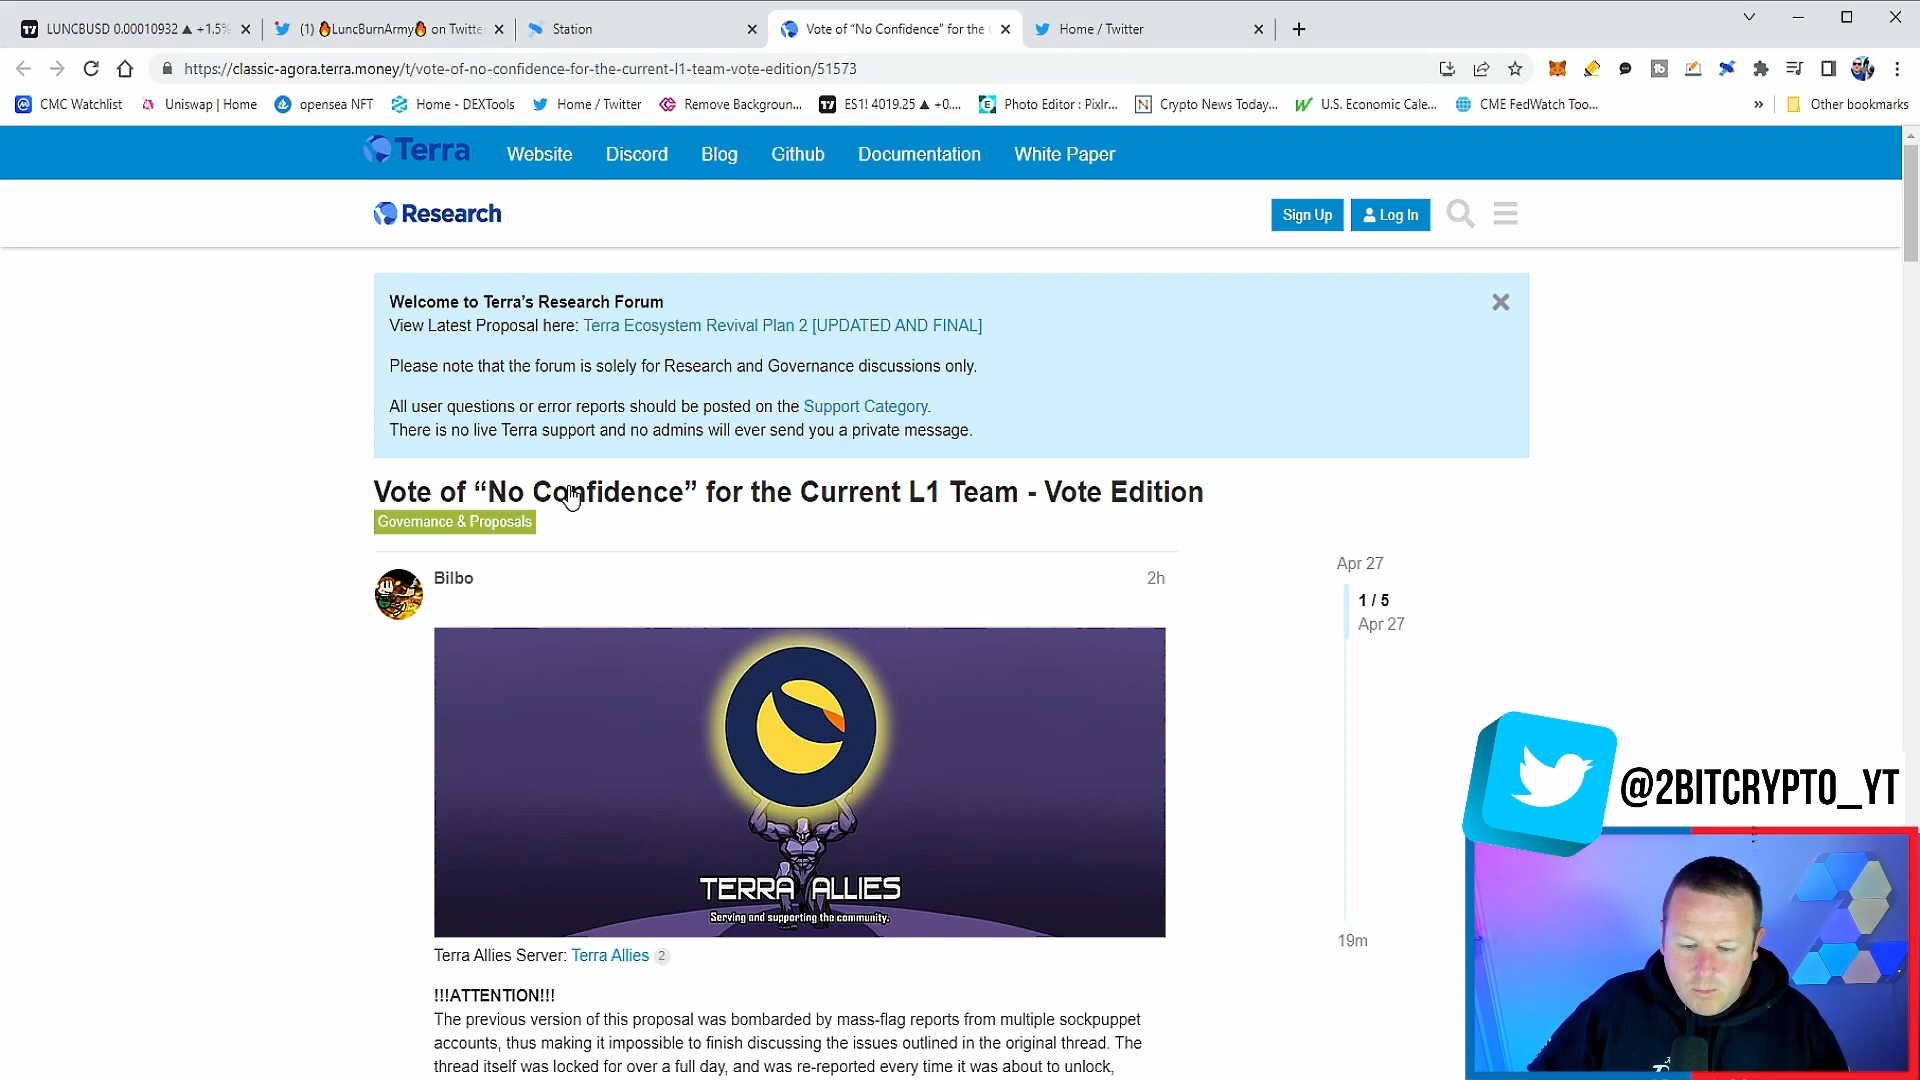 LUNCBUSD 0.00010932 ▲ +1.5%
(1) 🔥LuncBurnArmy🔥 on Twitte
Station
Vote of “No Confidence” for the
Home / Twitter
https://classic-agora.terra.money/t/vote-of-no-confidence-for-the-current-l1-team-vote-edition/51573
CMC Watchlist
Uniswap | Home
opensea NFT
Home - DEXTools
Home / Twitter
Remove Backgroun...
ES1! 4019.25 ▲ +0....
Photo Editor : Pixlr...
Crypto News Today...
U.S. Economic Cale...
CME FedWatch Too...
»
Other bookmarks
Terra
Website
Discord
Blog
Github
Documentation
White Paper
Research
Sign Up
Log In
Welcome to Terra’s Research Forum
View Latest Proposal here: Terra Ecosystem Revival Plan 2 [UPDATED AND FINAL]
Please note that the forum is solely for Research and Governance discussions only.
All user questions or error reports should be posted on the Support Category.
There is no live Terra support and no admins will ever send you a private message.
Vote of “No Confidence” for the Current L1 Team - Vote Edition
Governance & Proposals
Bilbo
2h
Apr 27
1 / 5
Apr 27
19m
TERRA ALLIES
Serving and supporting the community.
Terra Allies Server: Terra Allies 2
!!!ATTENTION!!!
The previous version of this proposal was bombarded by mass-flag reports from multiple sockpuppet
accounts, thus making it impossible to finish discussing the issues outlined in the original thread. The
thread itself was locked for over a full day, and was re-reported every time it was about to unlock,
@2BITCRYPTO_YT